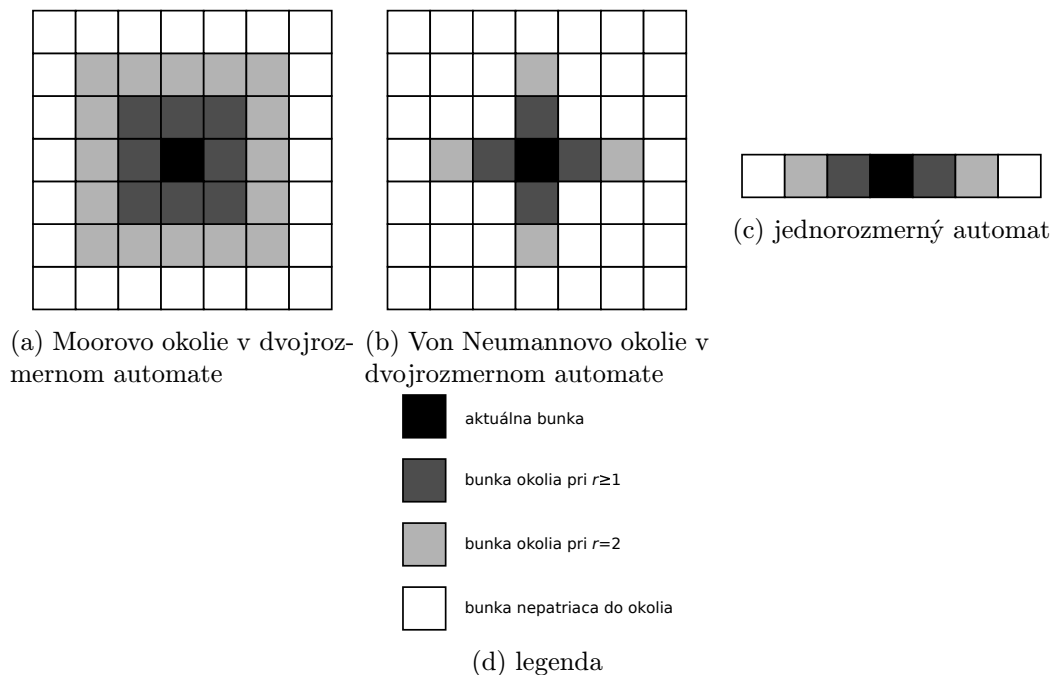 (a) Moorovo okolie v dvojroz-
mernom automate
(b) Von Neumannovo okolie v
dvojrozmernom automate
(c) jednorozmerný automat
aktuálna bunka
bunka okolia pri r≥1
bunka okolia pri r=2
bunka nepatriaca do okolia
(d) legenda